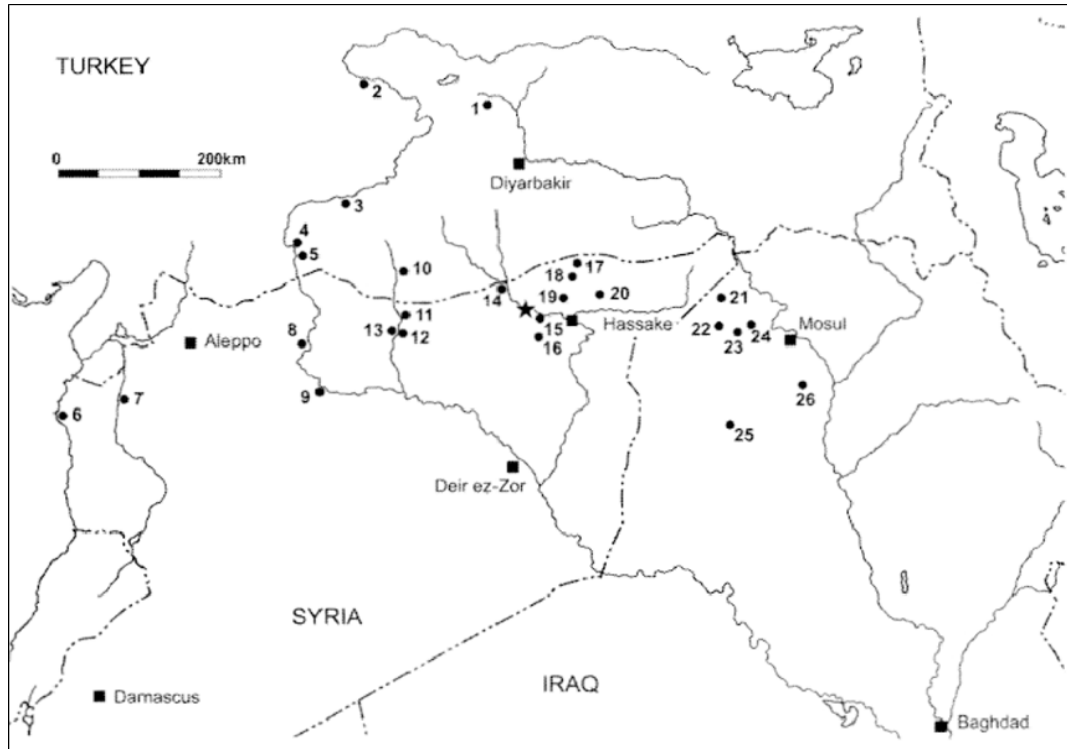 TURKEY
2
1
0 200km
Diyarbakir
3
4
5
10
17
18
14
19
20
21
11
15
Hassake
8
Aleppo
13
12
22
23
24
Mosul
16
9
7
6
26
25
Deir ez-Zor
SYRIA
IRAQ
Damascus
Baghdad